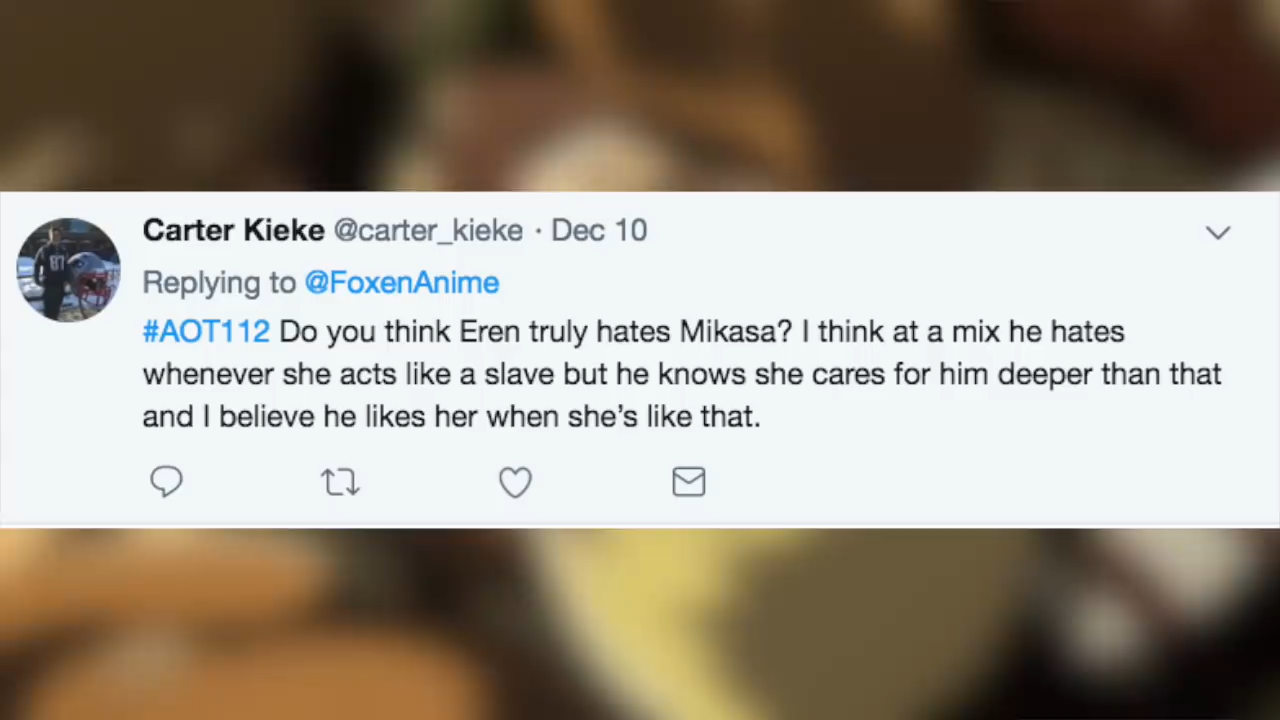 Carter Kieke @carter_kieke · Dec 10
Replying to @FoxenAnime
#AOT112 Do you think Eren truly hates Mikasa? I think at a mix he hates
whenever she acts like a slave but he knows she cares for him deeper than that
and I believe he likes her when she’s like that.
87